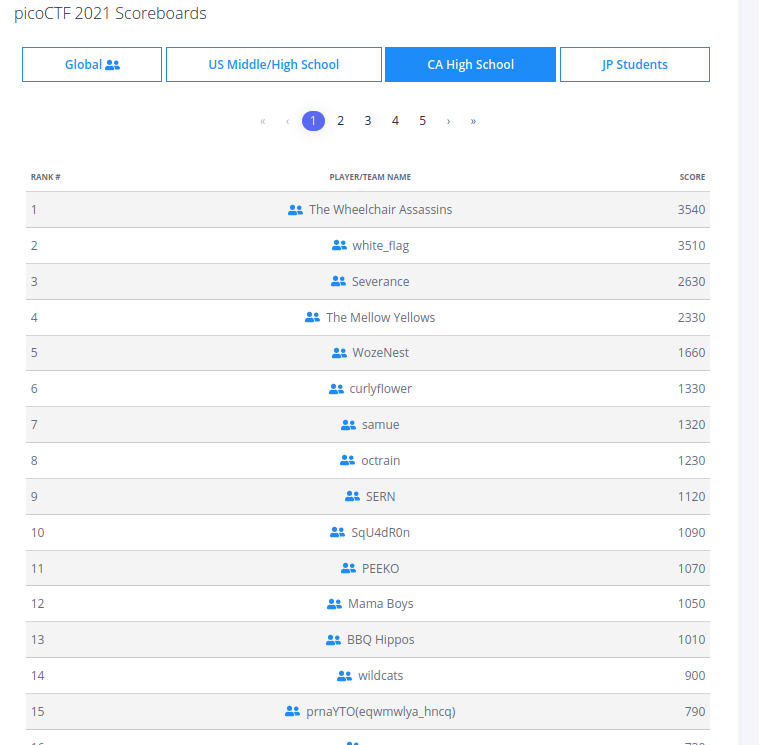 picoCTF 2021 Scoreboards
Global US Middle/High School CA High School JP Students
« ‹ 1 2 3 4 5 › »
RANK # PLAYER/TEAM NAME SCORE
1 The Wheelchair Assassins 3540
2 white_flag 3510
3 Severance 2630
4 The Mellow Yellows 2330
5 WozeNest 1660
6 curlyflower 1330
7 samue 1320
8 octrain 1230
9 SERN 1120
10 SqU4dR0n 1090
11 PEEKO 1070
12 Mama Boys 1050
13 BBQ Hippos 1010
14 wildcats 900
15 prnaYTO(eqwmwlya_hncq) 790